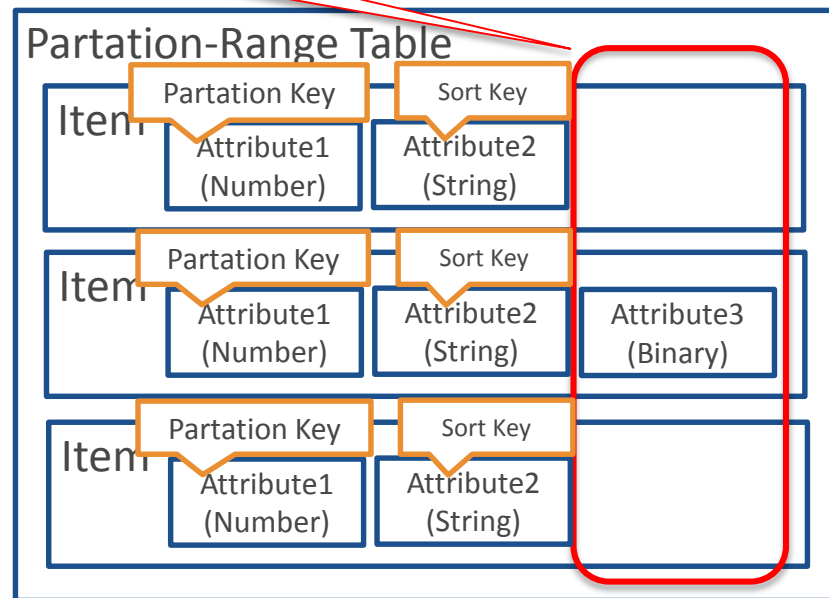 Partation-Range Table
Partation Key
Sort Key
Item
Attribute1
(Number)
Attribute2
(String)
Partation Key
Sort Key
Item
Attribute1
(Number)
Attribute2
(String)
Attribute3
(Binary)
Partation Key
Sort Key
Item
Attribute1
(Number)
Attribute2
(String)